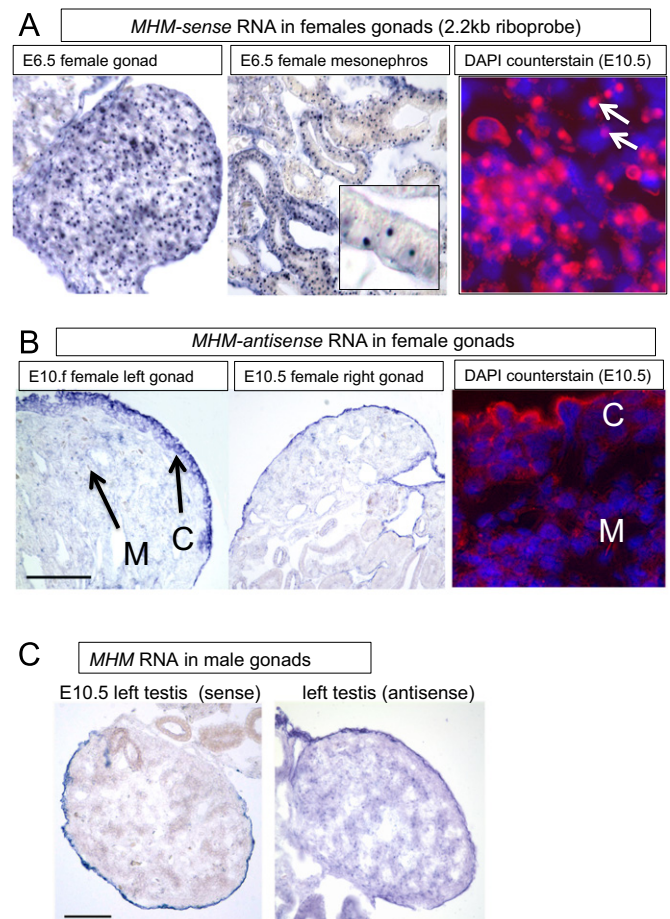 A
MHM-sense RNA in females gonads (2.2kb riboprobe)
E6.5 female gonad
E6.5 female mesonephros
DAPI counterstain (E10.5)
B
MHM-antisense RNA in female gonads
E10.f female left gonad
E10.5 female right gonad
DAPI counterstain (E10.5)
M
C
C
M
C
MHM RNA in male gonads
E10.5 left testis (sense)
left testis (antisense)